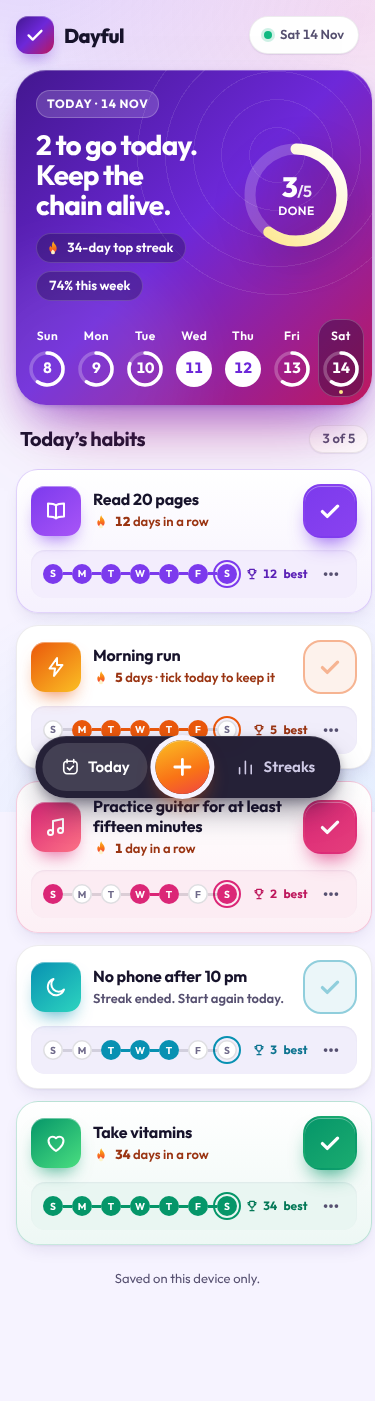 Dayful
Sat 14 Nov
TODAY · 14 NOV
2 to go today.
Keep the
chain alive.
3/5
DONE
34-day top streak
74% this week
Sun Mon Tue Wed Thu Fri Sat
8 9 10 11 12 13 14
Today’s habits
3 of 5
Read 20 pages
12 days in a row
S M T W T F S 12 best
Morning run
5 days · tick today to keep it
S M T W T F S 5 best
Today
Streaks
Practice guitar for at least
fifteen minutes
1 day in a row
S M T W T F S 2 best
No phone after 10 pm
Streak ended. Start again today.
S M T W T F S 3 best
Take vitamins
34 days in a row
S M T W T F S 34 best
Saved on this device only.